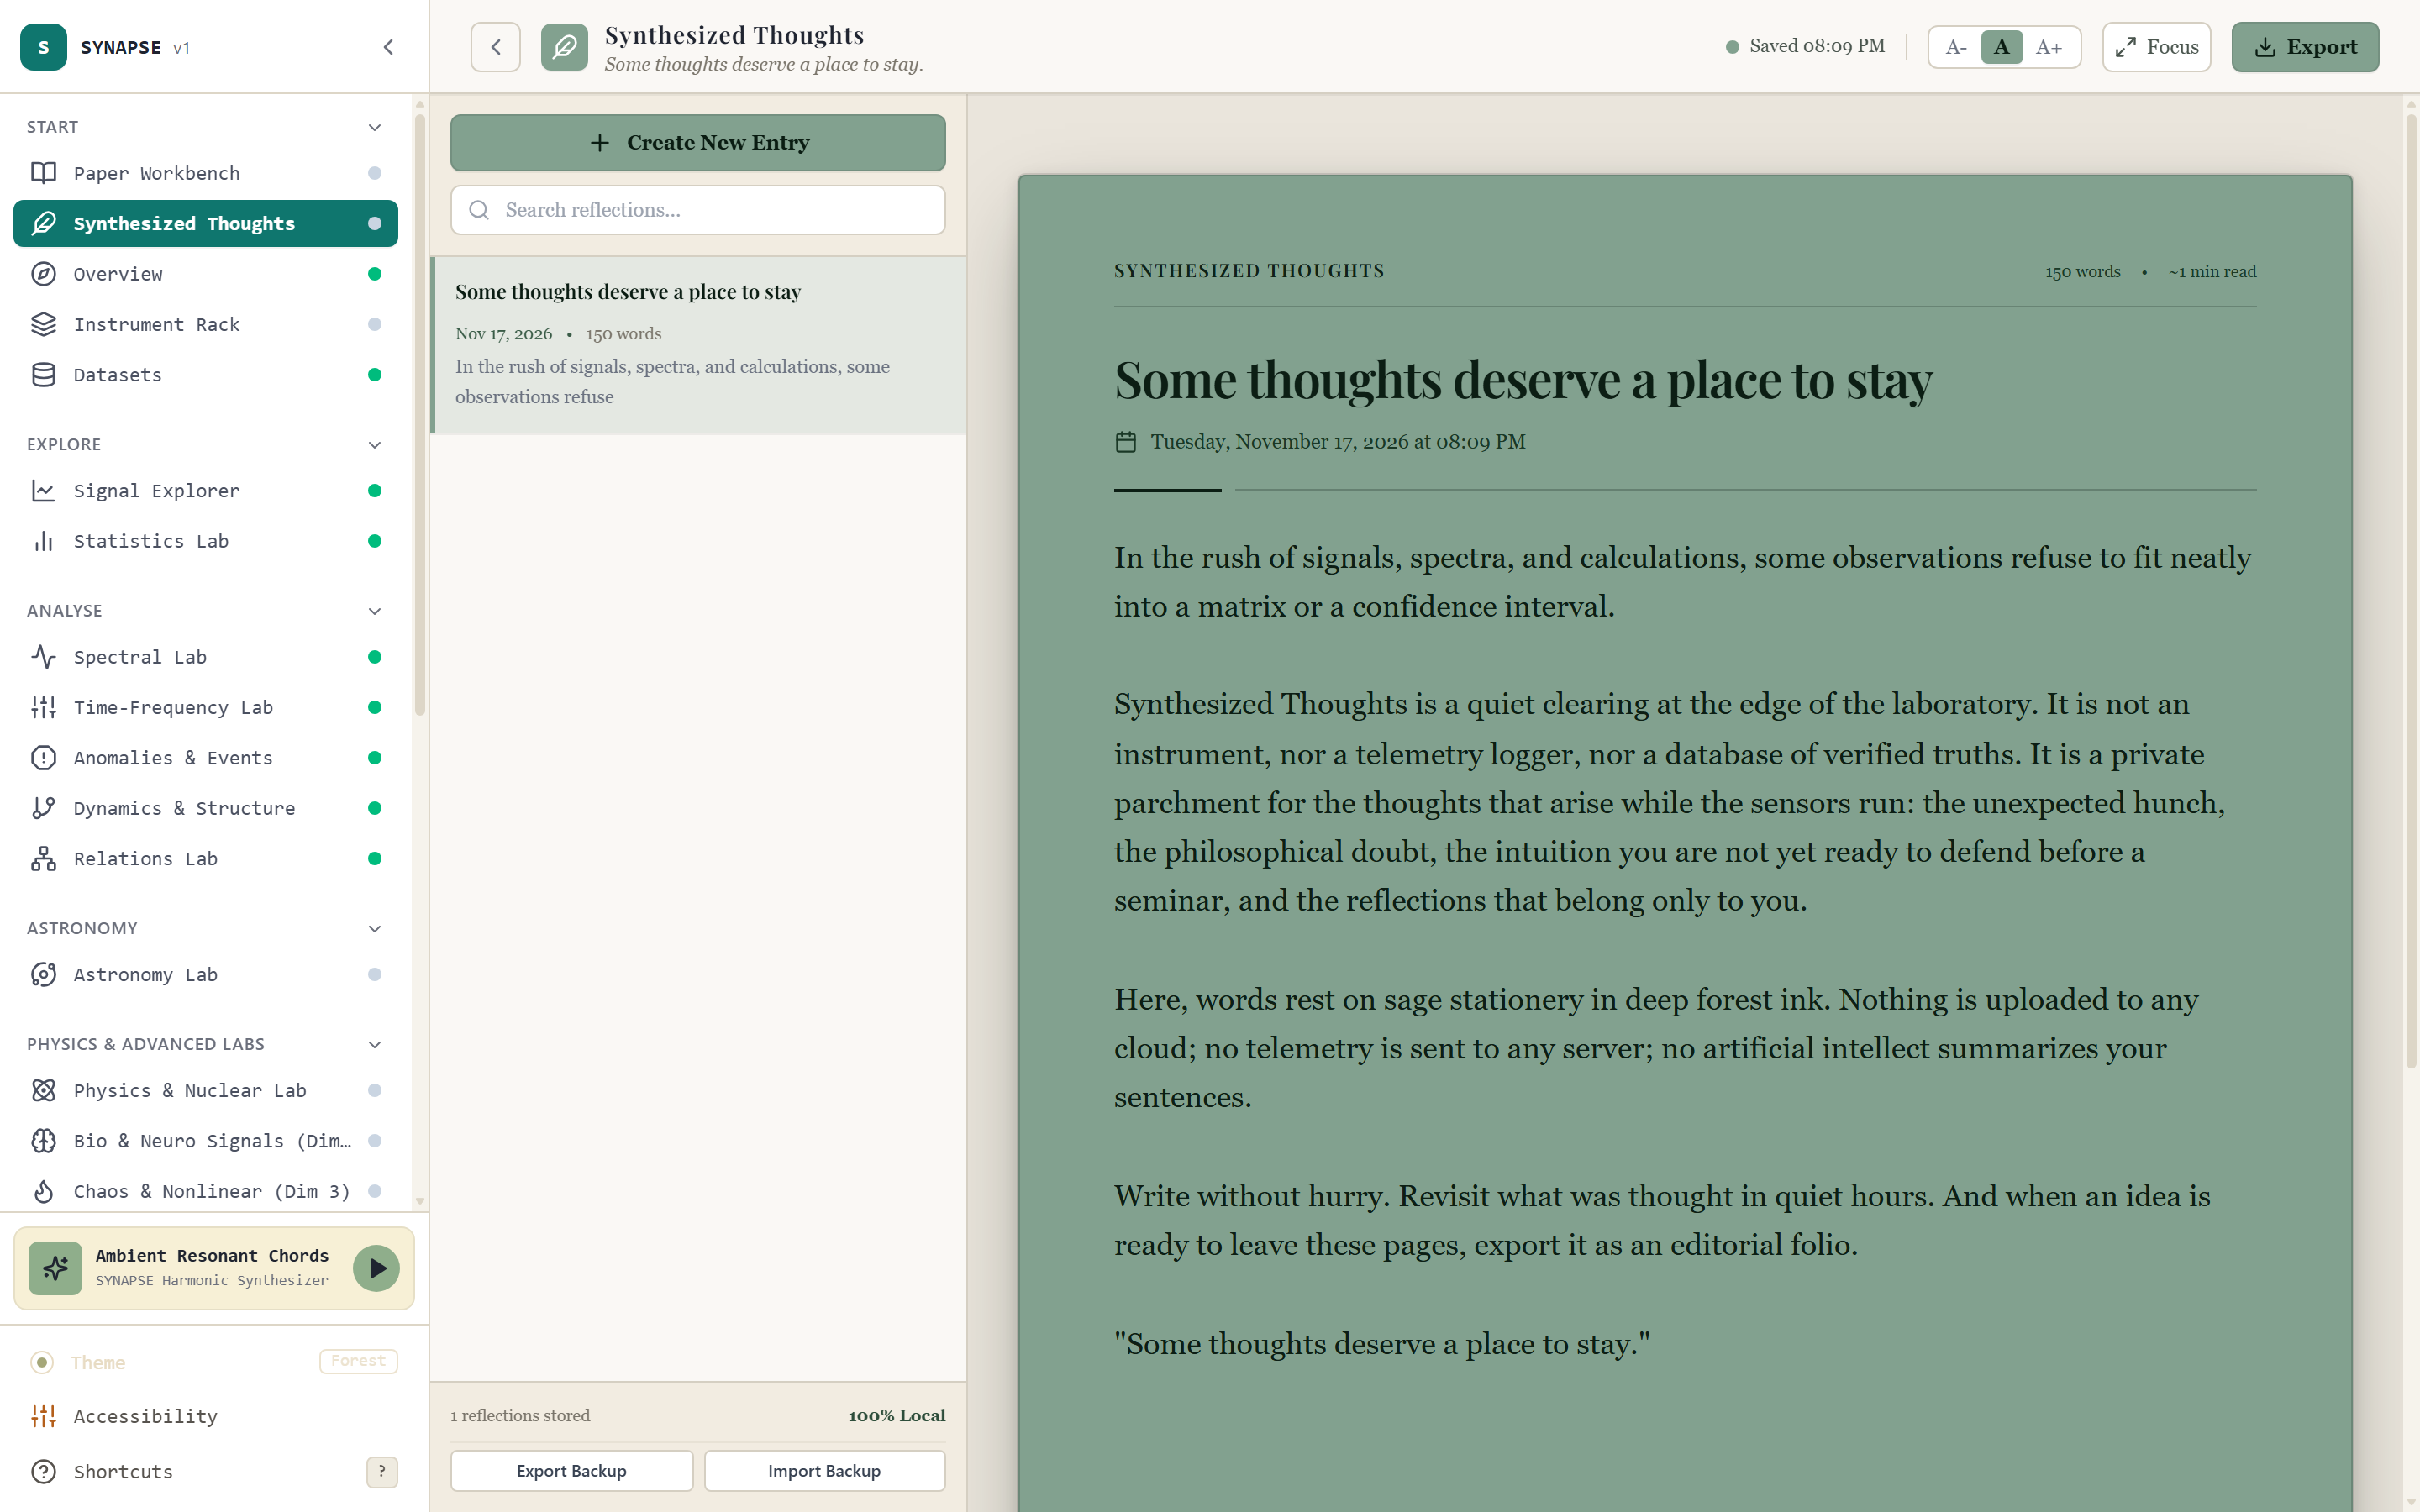 S SYNAPSE v1
START
Paper Workbench
Synthesized Thoughts
Overview
Instrument Rack
Datasets
EXPLORE
Signal Explorer
Statistics Lab
ANALYSE
Spectral Lab
Time-Frequency Lab
Anomalies & Events
Dynamics & Structure
Relations Lab
ASTRONOMY
Astronomy Lab
PHYSICS & ADVANCED LABS
Physics & Nuclear Lab
Bio & Neuro Signals (Dim…
Chaos & Nonlinear (Dim 3)
Ambient Resonant Chords
SYNAPSE Harmonic Synthesizer
Theme Forest
Accessibility
Shortcuts ?
Synthesized Thoughts
Some thoughts deserve a place to stay.
Saved 08:09 PM A- A A+ Focus Export
Create New Entry
Search reflections...
Some thoughts deserve a place to stay
Nov 17, 2026 • 150 words
In the rush of signals, spectra, and calculations, some
observations refuse
1 reflections stored 100% Local
Export Backup Import Backup
SYNTHESIZED THOUGHTS 150 words • ~1 min read
Some thoughts deserve a place to stay
Tuesday, November 17, 2026 at 08:09 PM
In the rush of signals, spectra, and calculations, some observations refuse to fit neatly
into a matrix or a confidence interval.
Synthesized Thoughts is a quiet clearing at the edge of the laboratory. It is not an
instrument, nor a telemetry logger, nor a database of verified truths. It is a private
parchment for the thoughts that arise while the sensors run: the unexpected hunch,
the philosophical doubt, the intuition you are not yet ready to defend before a
seminar, and the reflections that belong only to you.
Here, words rest on sage stationery in deep forest ink. Nothing is uploaded to any
cloud; no telemetry is sent to any server; no artificial intellect summarizes your
sentences.
Write without hurry. Revisit what was thought in quiet hours. And when an idea is
ready to leave these pages, export it as an editorial folio.
"Some thoughts deserve a place to stay."